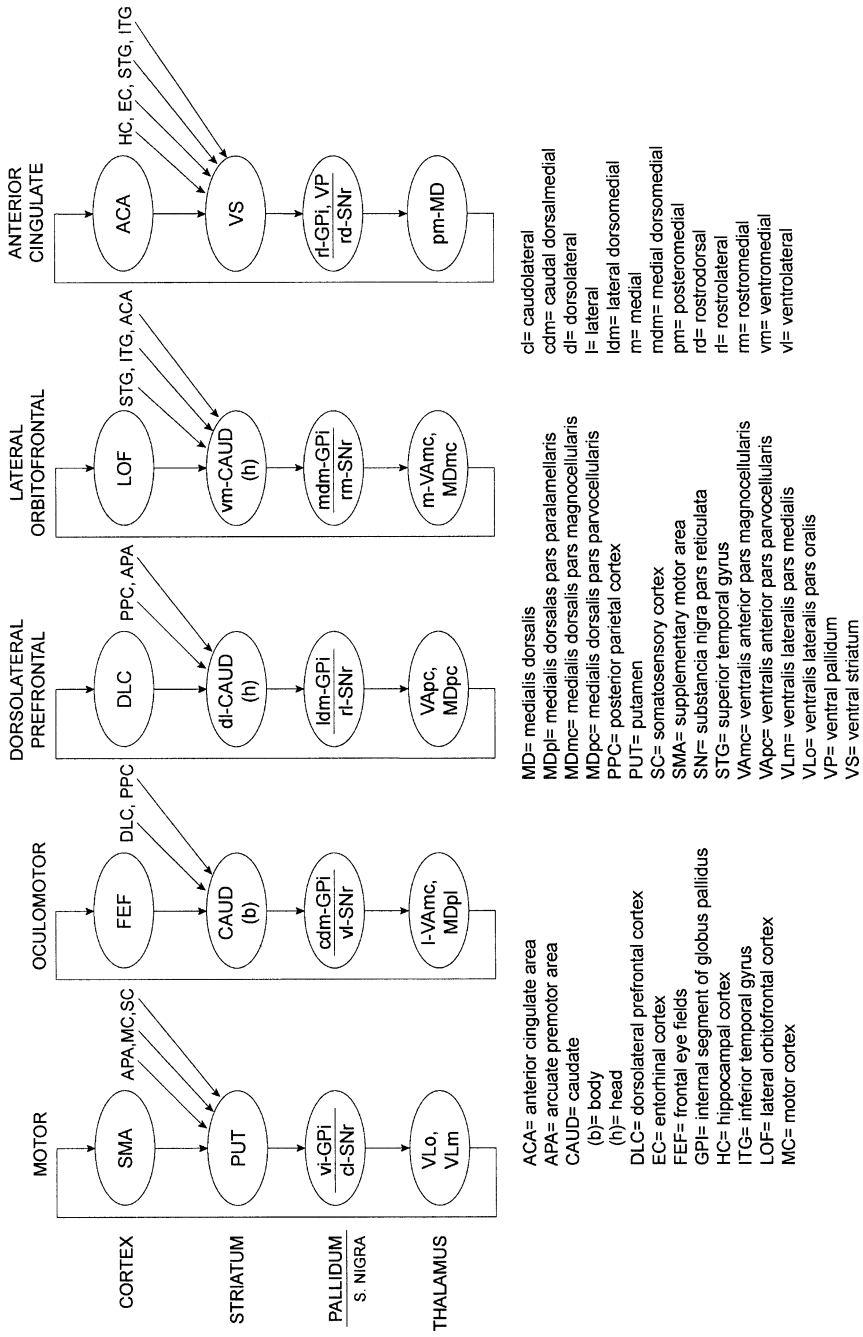 MOTOR
OCULOMOTOR
DORSOLATERAL
PREFRONTAL
LATERAL
ORBITOFRONTAL
ANTERIOR
CINGULATE
APA,MC,SC
DLC, PPC
PPC, APA
STG, ITG, ACA
HC, EC, STG, ITG
CORTEX
SMA
FEF
DLC
LOF
ACA
STRIATUM
PUT
CAUD
(b)
dl-CAUD
(h)
vm-CAUD
(h)
VS
PALLIDUM
S. NIGRA
vi-GPi
cl-SNr
cdm-GPi
vl-SNr
ldm-GPi
rl-SNr
mdm-GPi
rm-SNr
rl-GPi, VP
rd-SNr
THALAMUS
VLo,
VLm
l-VAmc,
MDpl
VApc,
MDpc
m-VAmc,
MDmc
pm-MD
ACA= anterior cingulate area
APA= arcuate premotor area
CAUD= caudate
(b)= body
(h)= head
DLC= dorsolateral prefrontal cortex
EC= entorhinal cortex
FEF= frontal eye fields
GPI= internal segment of globus pallidus
HC= hippocampal cortex
ITG= inferior temporal gyrus
LOF= lateral orbitofrontal cortex
MC= motor cortex
MD= medialis dorsalis
MDpl= medialis dorsalas pars paralamellaris
MDmc= medialis dorsalis pars magnocellularis
MDpc= medialis dorsalis pars parvocellularis
PPC= posterior parietal cortex
PUT= putamen
SC= somatosensory cortex
SMA= supplementary motor area
SNr= substancia nigra pars reticulata
STG= superior temporal gyrus
VAmc= ventralis anterior pars magnocellularis
VApc= ventralis anterior pars parvocellularis
VLm= ventralis lateralis pars medialis
VLo= ventralis lateralis pars oralis
VP= ventral pallidum
VS= ventral striatum
cl= caudolateral
cdm= caudal dorsalmedial
dl= dorsolateral
l= lateral
ldm= lateral dorsomedial
m= medial
mdm= medial dorsomedial
pm= posteromedial
rd= rostrodorsal
rl= rostrolateral
rm= rostromedial
vm= ventromedial
vl= ventrolateral